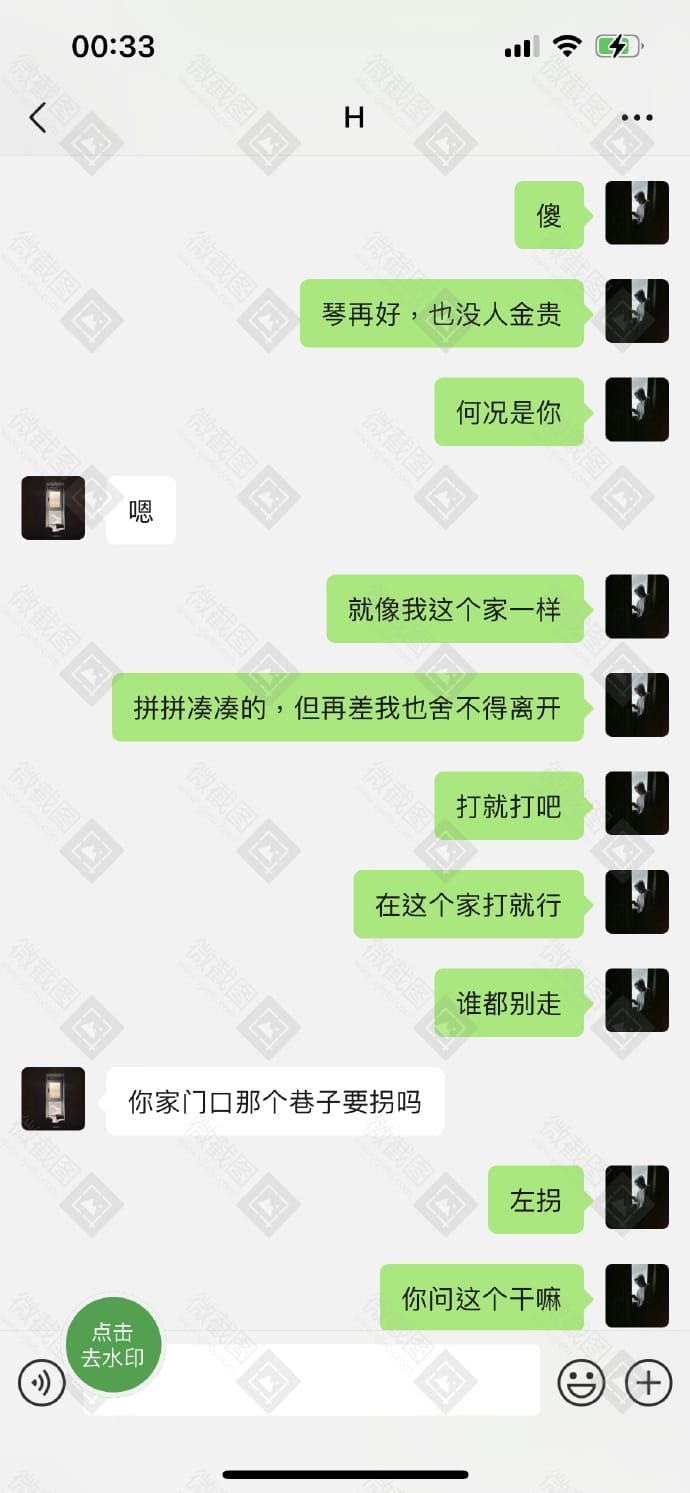 00:33
H
傻
琴再好，也没人金贵
何况是你
嗯
就像我這个家一样
拼拼凑凑的，但再差我也舍不得离开
打就打吧
在这个家打就行
谁都别走
你家门口那个巷子要拐吗
左拐
你问这个干嘛
点击
去水印
微截图